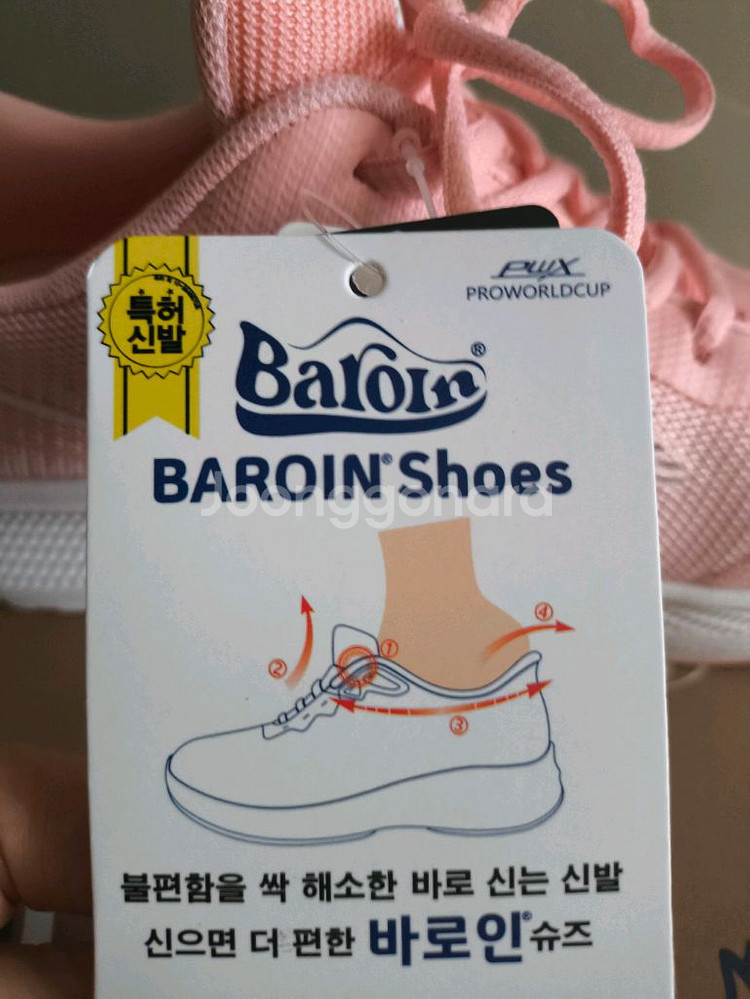 특허
신발
PWX
PROWORLDCUP
Baroin®
BAROIN® Shoes
Joonggonara
④
①
②
③
불편함을 싹 해소한 바로 신는 신발
신으면 더 편한 바로인® 슈즈